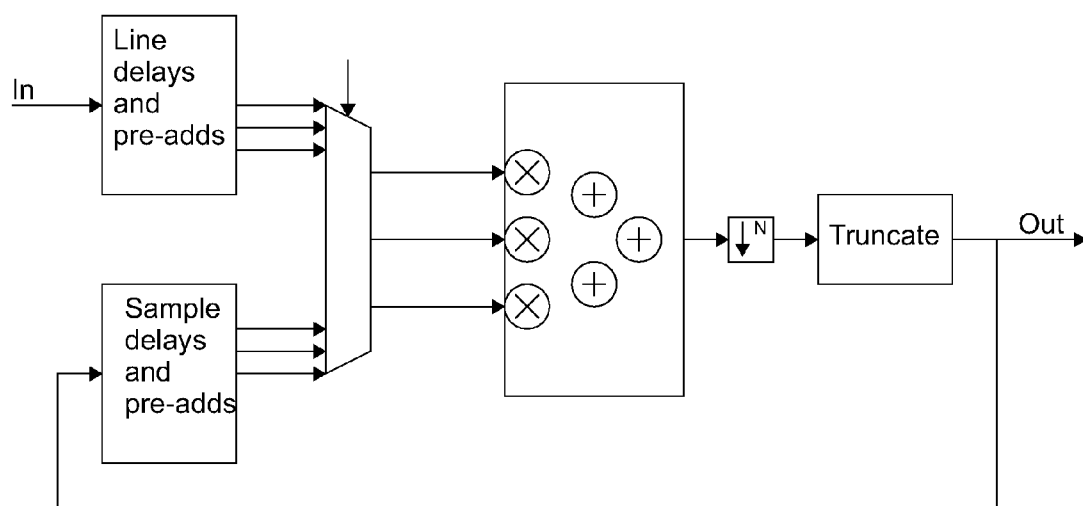 In
Line
delays
and
pre-adds
Sample
delays
and
pre-adds
N
Truncate
Out